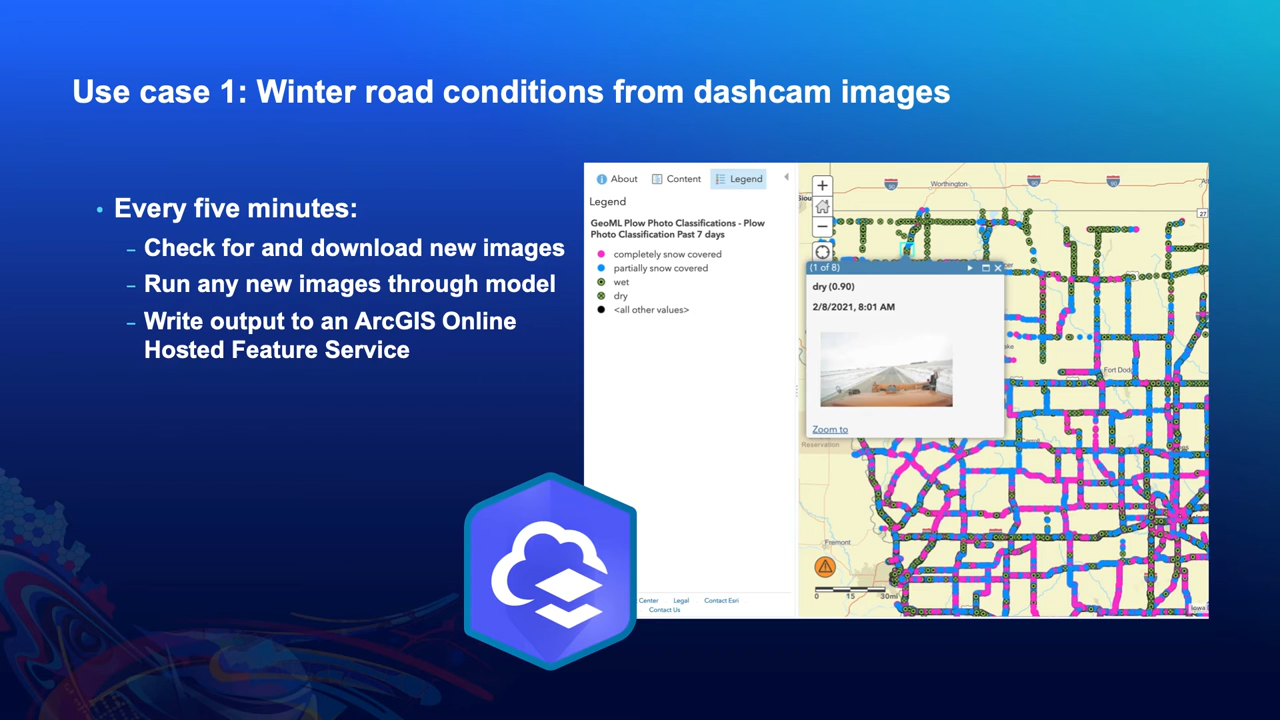 Use case 1: Winter road conditions from dashcam images
• Every five minutes:
– Check for and download new images
– Run any new images through model
– Write output to an ArcGIS Online
Hosted Feature Service
About Content Legend
Legend
GeoML Plow Photo Classifications - Plow
Photo Classification Past 7 days
completely snow covered
partially snow covered
wet
dry
<all other values>
Center Legal Contact Esri
Contact Us
Worthington
27
(1 of 8)
dry (0.90)
2/8/2021, 8:01 AM
Zoom to
Fort Dodg
Reservation
Fremont
0 15 30mi